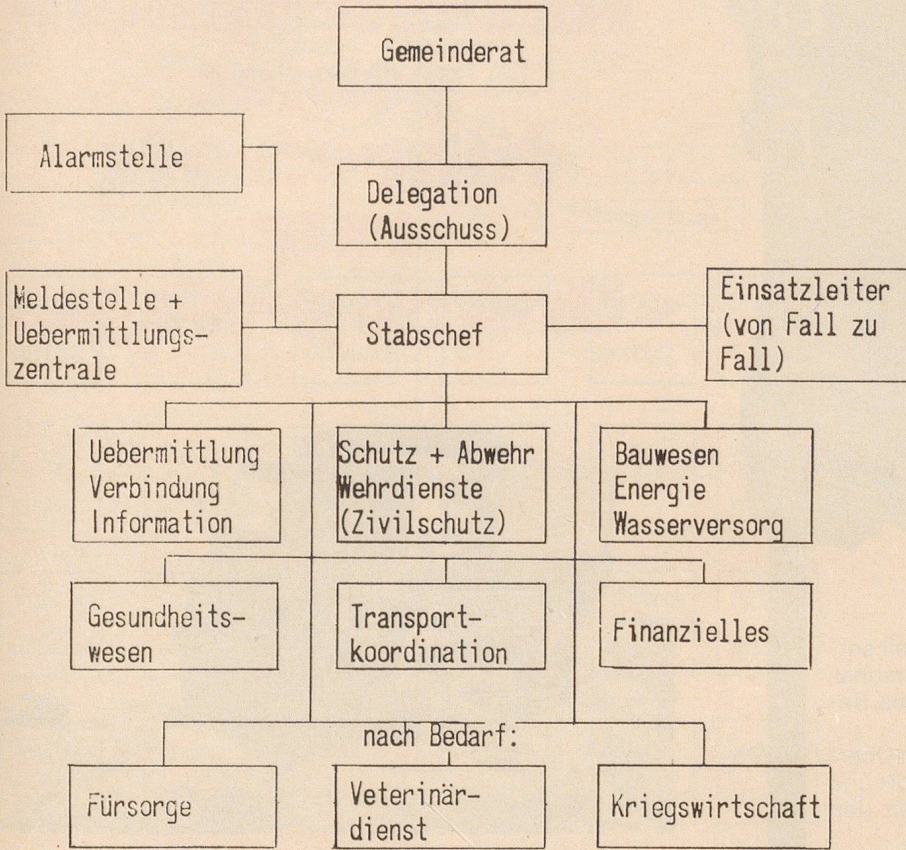 Gemeinderat
Alarmstelle
Delegation
(Ausschuss)
Meldestelle +
Uebermittlungs-
zentrale
Stabschef
Einsatzleiter
(von Fall zu
Fall)
Uebermittlung
Verbindung
Information
Schutz + Abwehr
Wehrdienste
(Zivilschutz)
Bauwesen
Energie
Wasserversorg
Gesundheits-
wesen
Transport-
koordination
Finanzielles
nach Bedarf:
Fürsorge
Veterinär-
dienst
Kriegswirtschaft